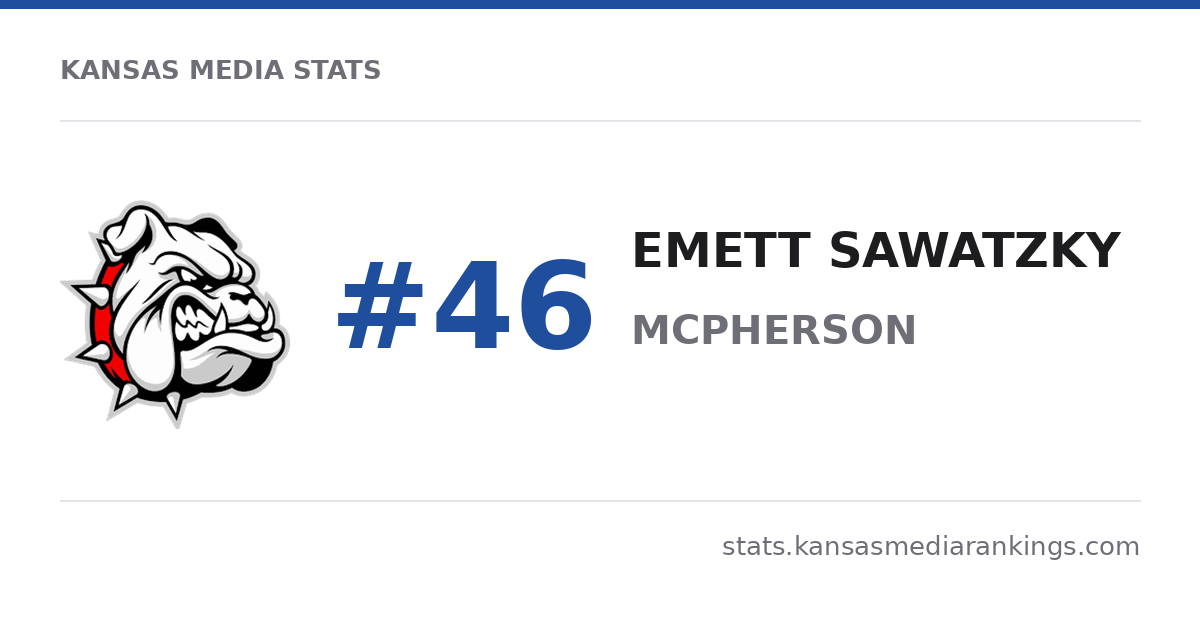 KANSAS MEDIA STATS
#46
EMETT SAWATZKY
MCPHERSON
stats.kansasmediarankings.com